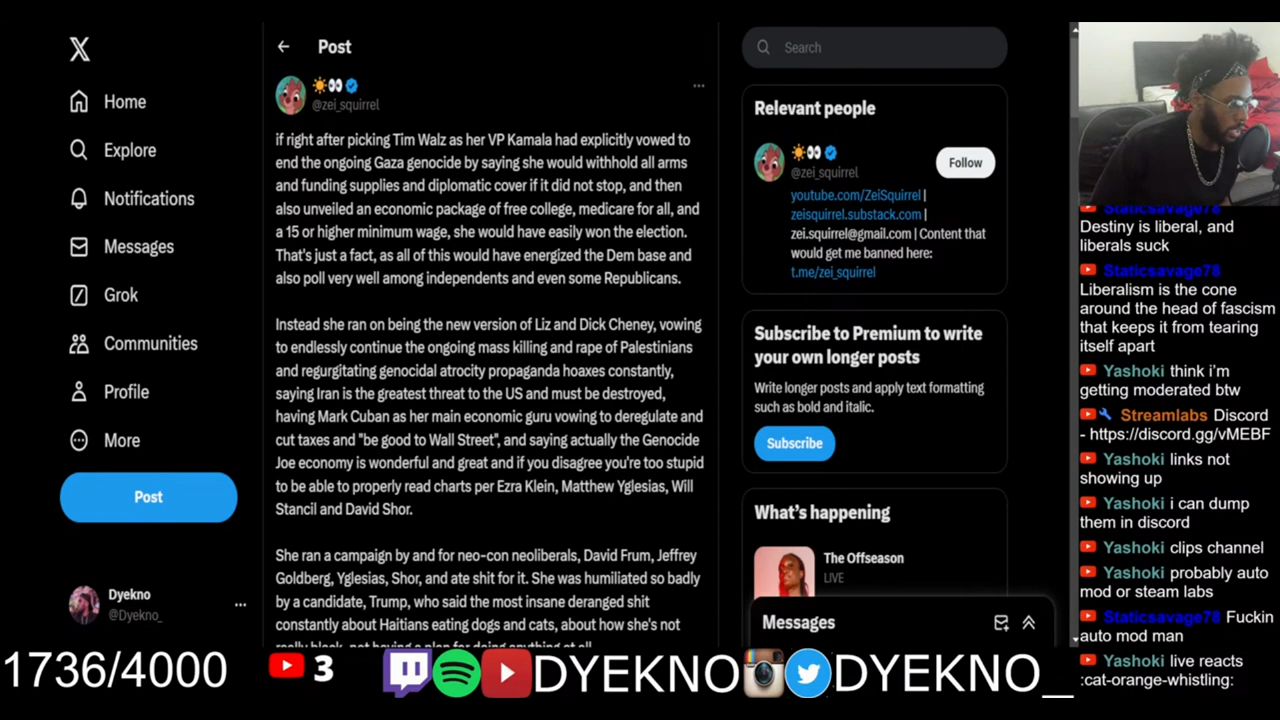 Home
Explore
Notifications
Messages
Grok
Communities
Profile
More
Post
Dyekno
@Dyekno_
Post
@zei_squirrel
if right after picking Tim Walz as her VP Kamala had explicitly vowed to
end the ongoing Gaza genocide by saying she would withhold all arms
and funding supplies and diplomatic cover if it did not stop, and then
also unveiled an economic package of free college, medicare for all, and
a 15 or higher minimum wage, she would have easily won the election.
That's just a fact, as all of this would have energized the Dem base and
also poll very well among independents and even some Republicans.
Instead she ran on being the new version of Liz and Dick Cheney, vowing
to endlessly continue the ongoing mass killing and rape of Palestinians
and regurgitating genocidal atrocity propaganda hoaxes constantly,
saying Iran is the greatest threat to the US and must be destroyed,
having Mark Cuban as her main economic guru vowing to deregulate and
cut taxes and "be good to Wall Street", and saying actually the Genocide
Joe economy is wonderful and great and if you disagree you're too stupid
to be able to properly read charts per Ezra Klein, Matthew Yglesias, Will
Stancil and David Shor.
She ran a campaign by and for neo-con neoliberals, David Frum, Jeffrey
Goldberg, Yglesias, Shor, and ate shit for it. She was humiliated so badly
by a candidate, Trump, who said the most insane deranged shit
constantly about Haitians eating dogs and cats, about how she's not
really black, not having a plan for doing anything at all.
Search
Relevant people
@zei_squirrel
Follow
youtube.com/ZeiSquirrel |
zeisquirrel.substack.com |
zei.squirrel@gmail.com | Content that
would get me banned here:
t.me/zei_squirrel
Subscribe to Premium to write
your own longer posts
Write longer posts and apply text formatting
such as bold and italic.
Subscribe
What's happening
The Offseason
LIVE
Messages
Staticsavage78
Destiny is liberal, and
liberals suck
Staticsavage78
Liberalism is the cone
around the head of fascism
that keeps it from tearing
itself apart
Yashoki think i'm
getting moderated btw
Streamlabs Discord
- https://discord.gg/vMEBF
Yashoki links not
showing up
Yashoki i can dump
them in discord
Yashoki clips channel
Yashoki probably auto
mod or steam labs
Staticsavage78 Fuckin
auto mod man
Yashoki live reacts
:cat-orange-whistling:
1736/4000
3
DYEKNO
DYEKNO_